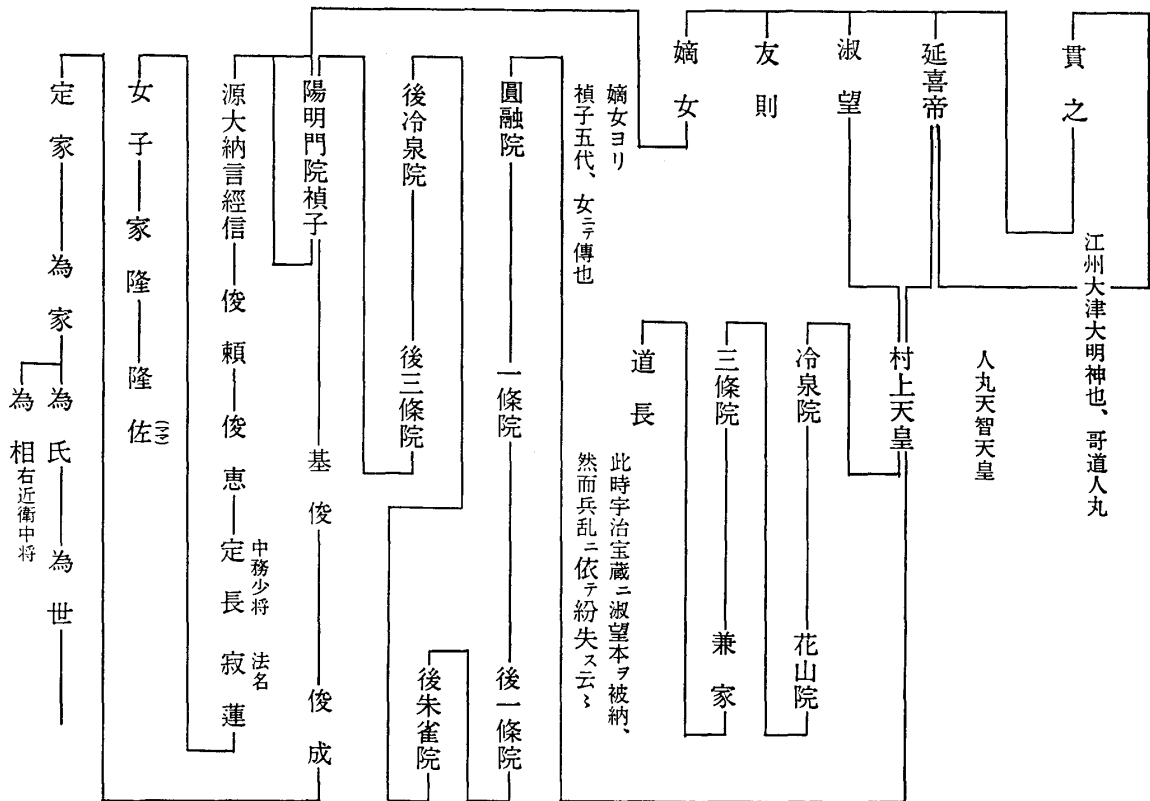 江州大津大明神也、哥道人丸
人丸天智天皇
貫之
延喜帝
村上天皇
淑望
友則
嫡女
嫡女ヨリ
禎子五代、女ニテ傳也
冷泉院
花山院
三條院
兼家
道長
此時宇治宝蔵ニ淑望本ヲ被納、
然而兵乱ニ依テ紛失ス云〻
圓融院
一條院
後一條院
後朱雀院
後冷泉院
後三條院
陽明門院禎子
基俊
俊成
源大納言經信
俊頼
俊恵
定長
中務少将
寂蓮
法名
女子
家隆
隆佐
(ママ)
定家
為家
為氏
為世
為相
右近衛中将